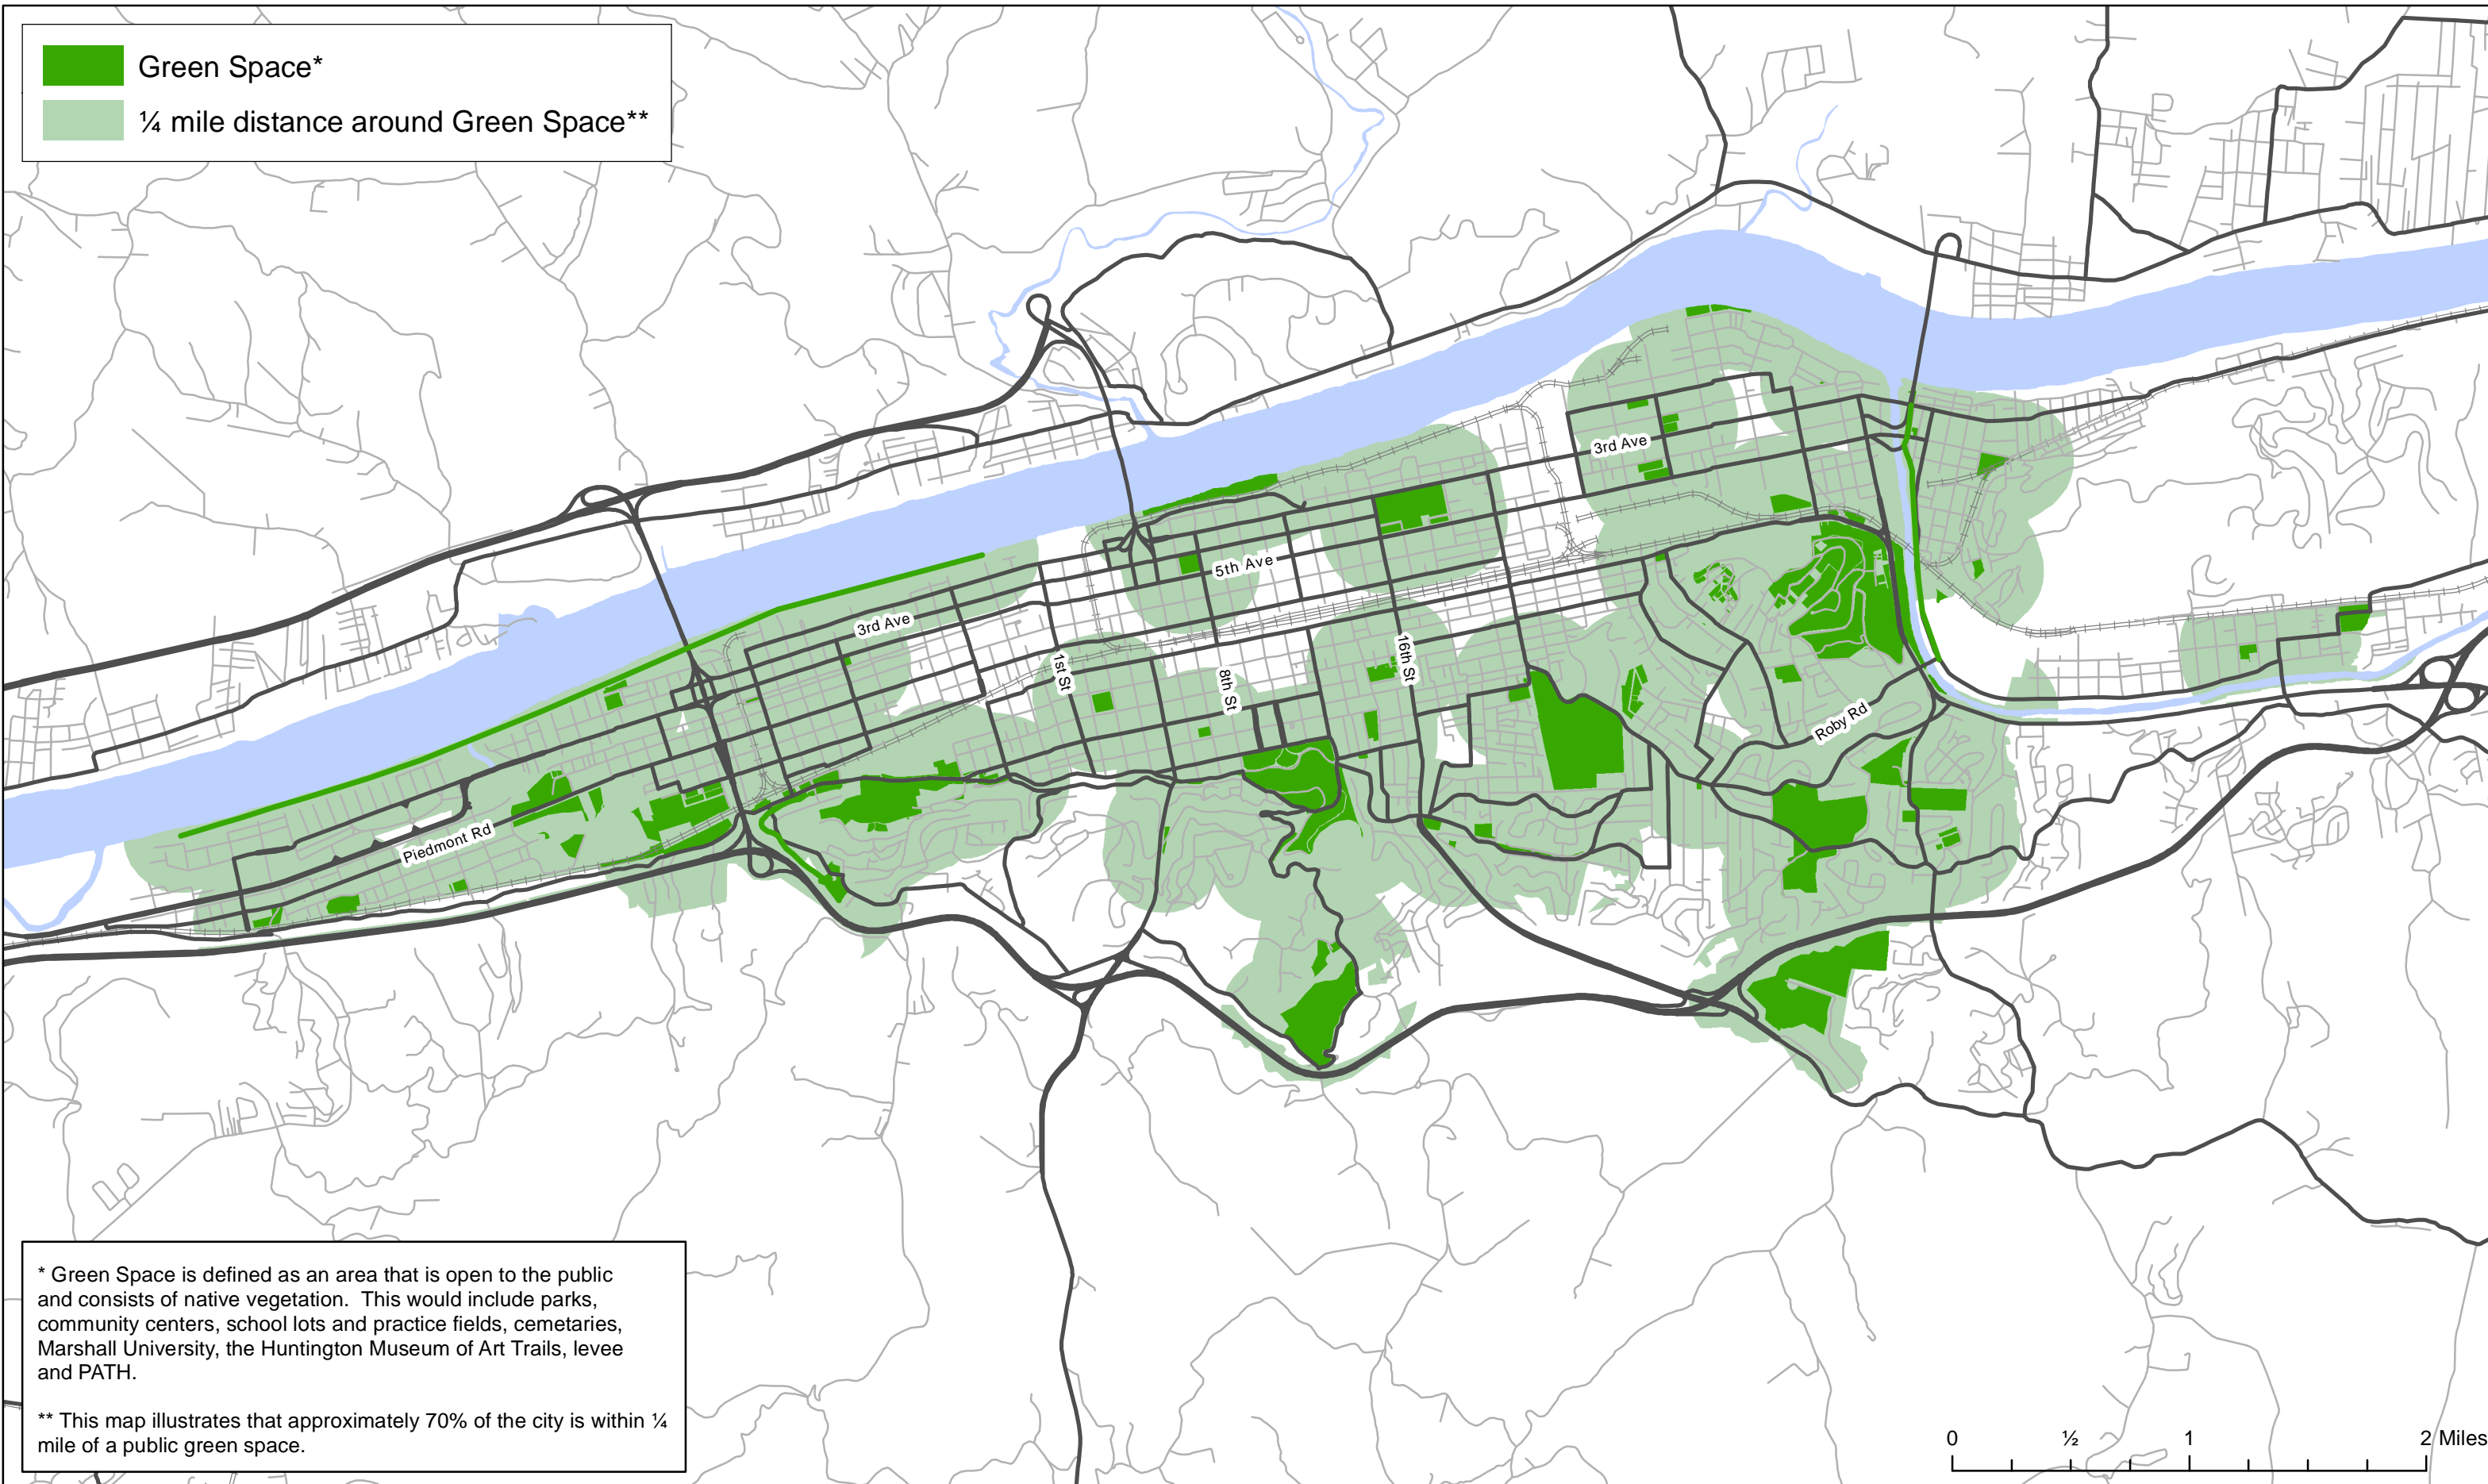 Green Space*
¼ mile distance around Green Space**
3rd Ave
5th Ave
3rd Ave
1st St
16th St
8th St
Roby Rd
Piedmont Rd
* Green Space is defined as an area that is open to the public
and consists of native vegetation.  This would include parks,
community centers, school lots and practice fields, cemetaries,
Marshall University, the Huntington Museum of Art Trails, levee
and PATH.
** This map illustrates that approximately 70% of the city is within ¼
mile of a public green space.
0 ½ 1 2 Miles